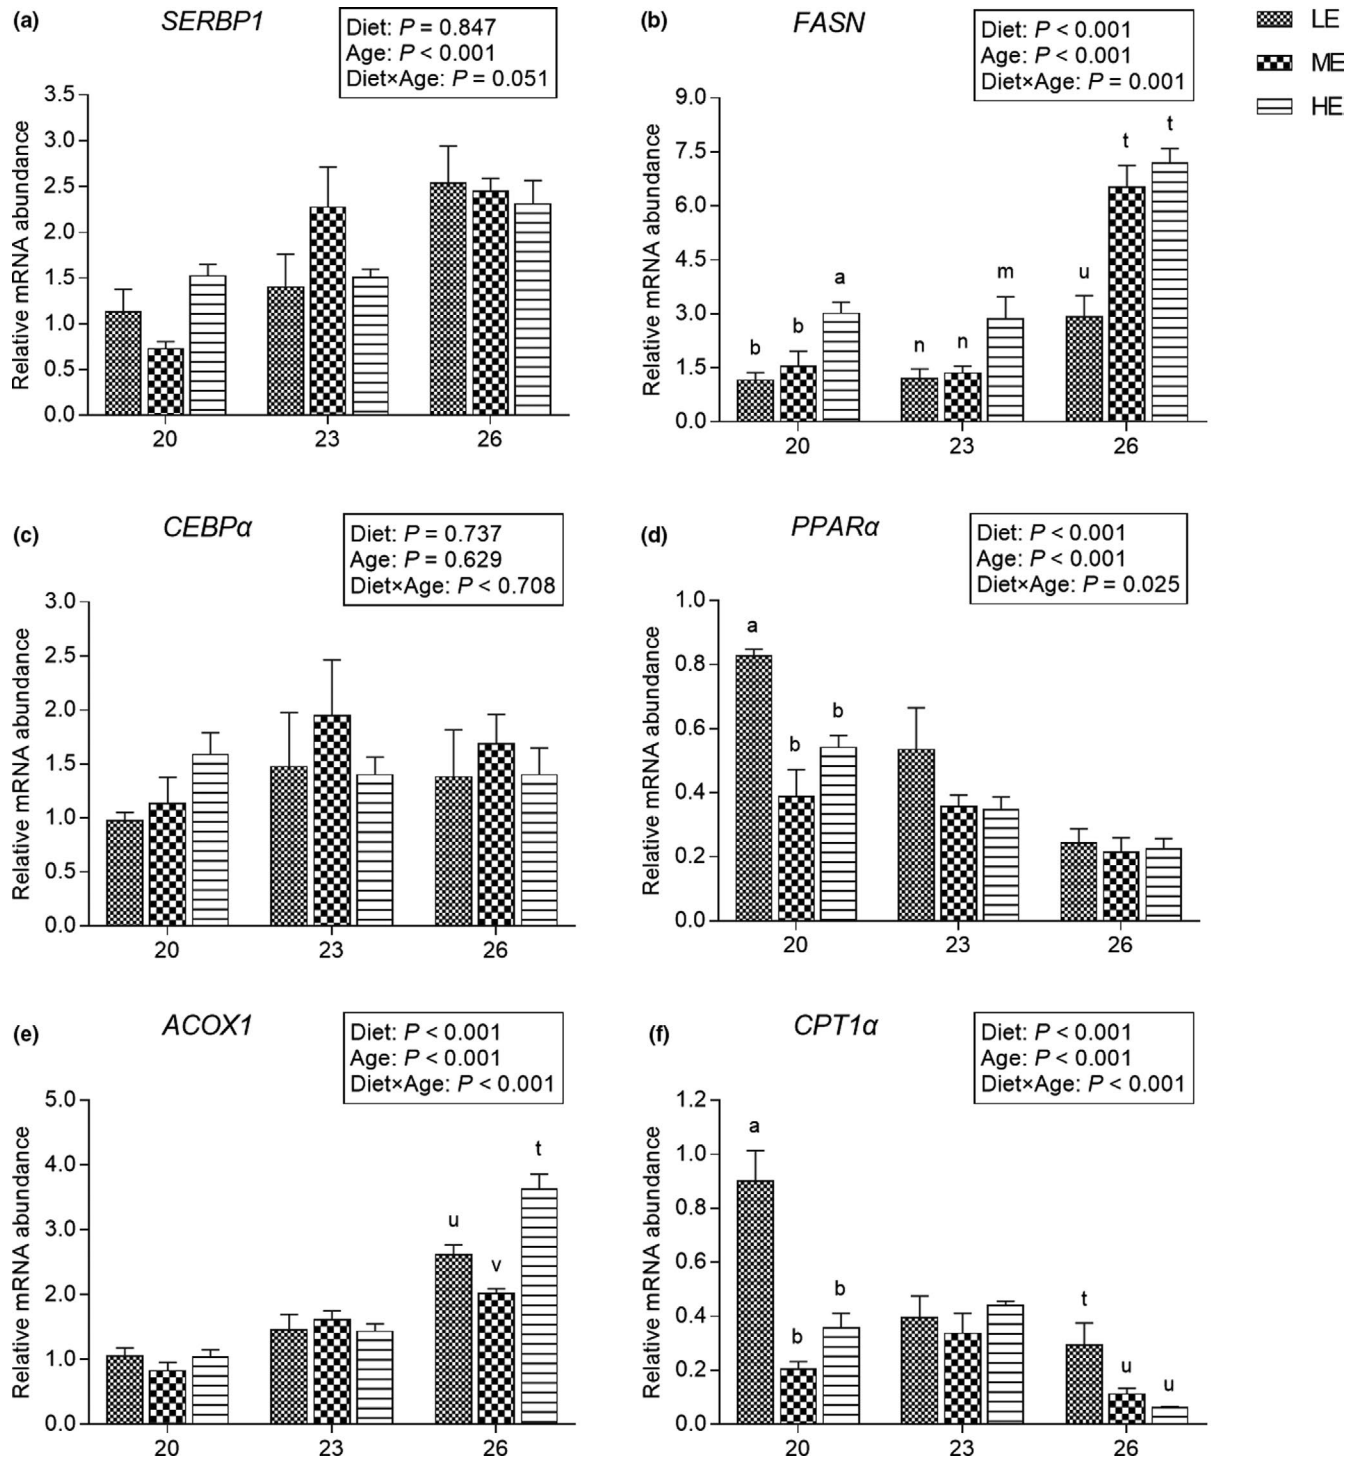 (a)
SERBP1
Diet: P = 0.847
Age: P < 0.001
Diet×Age: P = 0.051
Relative mRNA abundance
3.5
3.0
2.5
2.0
1.5
1.0
0.5
0.0
20
23
26
(b)
FASN
Diet: P < 0.001
Age: P < 0.001
Diet×Age: P = 0.001
LE
ME
HE
Relative mRNA abundance
9.0
7.5
6.0
4.5
3.0
1.5
0.0
b
b
a
n
n
m
u
t
t
20
23
26
(c)
CEBPα
Diet: P = 0.737
Age: P = 0.629
Diet×Age: P < 0.708
Relative mRNA abundance
3.0
2.5
2.0
1.5
1.0
0.5
0.0
20
23
26
(d)
PPARα
Diet: P < 0.001
Age: P < 0.001
Diet×Age: P = 0.025
Relative mRNA abundance
1.0
0.8
0.6
0.4
0.2
0.0
a
b
b
20
23
26
(e)
ACOX1
Diet: P < 0.001
Age: P < 0.001
Diet×Age: P < 0.001
Relative mRNA abundance
5.0
4.0
3.0
2.0
1.0
0.0
u
v
t
20
23
26
(f)
CPT1α
Diet: P < 0.001
Age: P < 0.001
Diet×Age: P < 0.001
Relative mRNA abundance
1.2
1.0
0.8
0.6
0.4
0.2
0.0
a
b
b
t
u
u
20
23
26